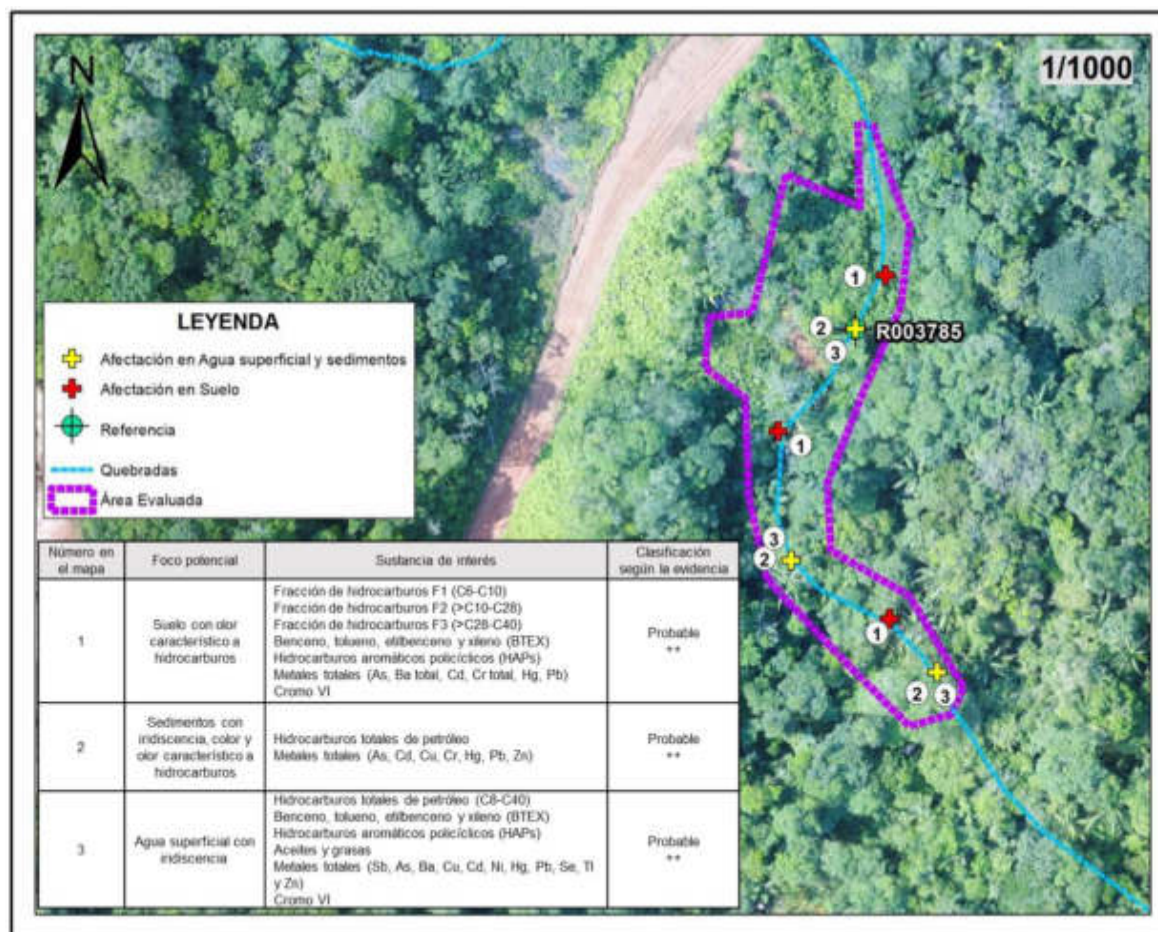 N
1/1000
1
2
R003785
3
1
3
2
1
2
3
LEYENDA
Afectación en Agua superficial y sedimentos
Afectación en Suelo
Referencia
Quebradas
Área Evaluada
Número en el mapa
Foco potencial
Sustancia de interés
Clasificación según la evidencia
1
Suelo con olor
característico a
hidrocarburos
Fracción de hidrocarburos F1 (C6-C10)
Fracción de hidrocarburos F2 (>C10-C28)
Fracción de hidrocarburos F3 (>C28-C40)
Benceno, tolueno, etilbenceno y xileno (BTEX)
Hidrocarburos aromáticos policíclicos (HAPs)
Metales totales (As, Ba total, Cd, Cr total, Hg, Pb)
Cromo VI
Probable
++
2
Sedimentos con
iridiscencia, color y
olor característico a
hidrocarburos
Hidrocarburos totales de petróleo
Metales totales (As, Cd, Cu, Cr, Hg, Pb, Zn)
Probable
++
3
Agua superficial con
iridiscencia
Hidrocarburos totales de petróleo (C8-C40)
Benceno, tolueno, etilbenceno y xileno (BTEX)
Hidrocarburos aromáticos policíclicos (HAPs)
Aceites y grasas
Metales totales (Sb, As, Ba, Cu, Cd, Ni, Hg, Pb, Se, Tl
y Zn)
Cromo VI
Probable
++